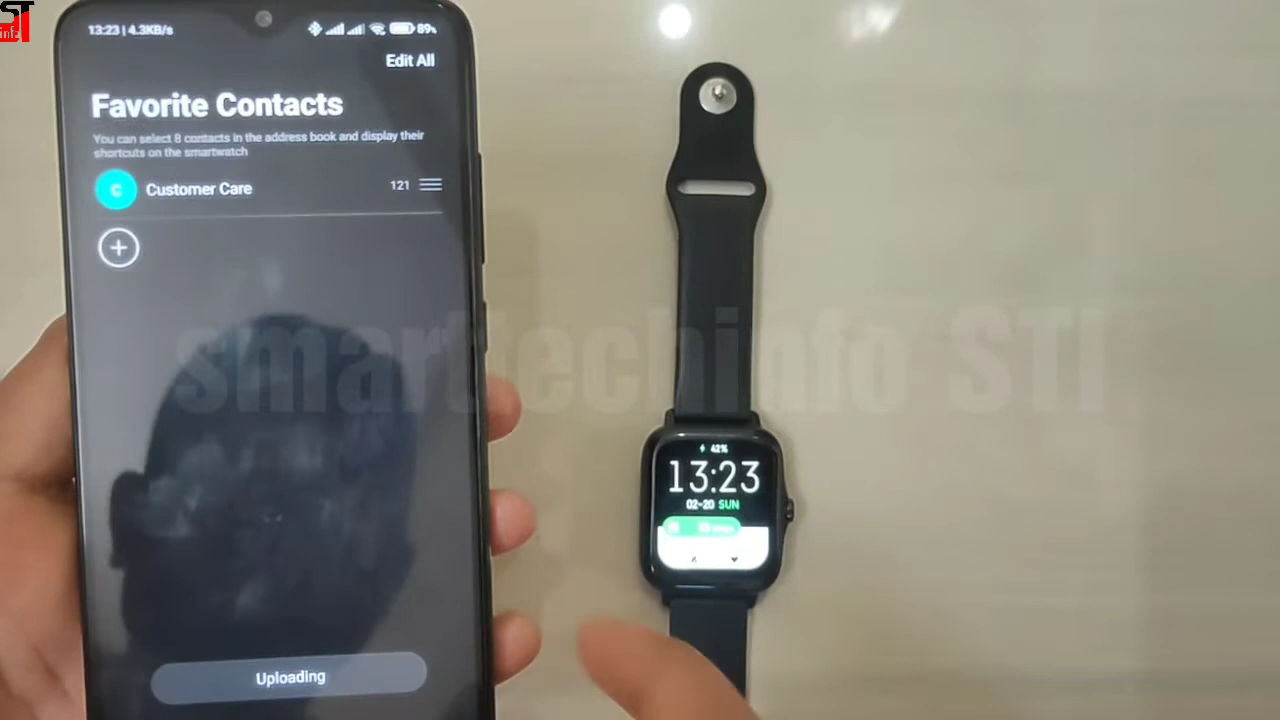 ST
info
13:23 | 4.3KB/s
89%
Edit All
Favorite Contacts
You can select 8 contacts in the address book and display their
shortcuts on the smartwatch
C
Customer Care
121
smarttechinfo STI
42%
13:23
02-20 SUN
Uploading